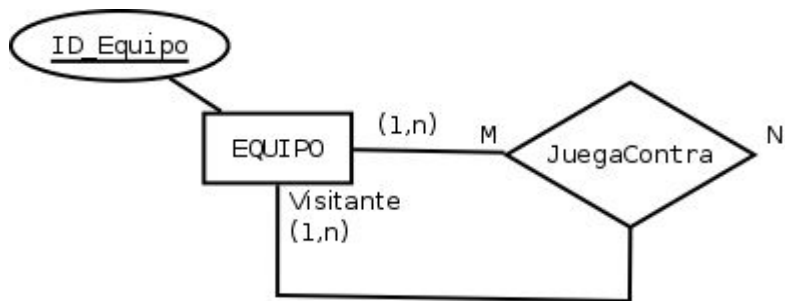 ID_Equipo
(1,n)
M
N
EQUIPO
JuegaContra
Visitante
(1,n)